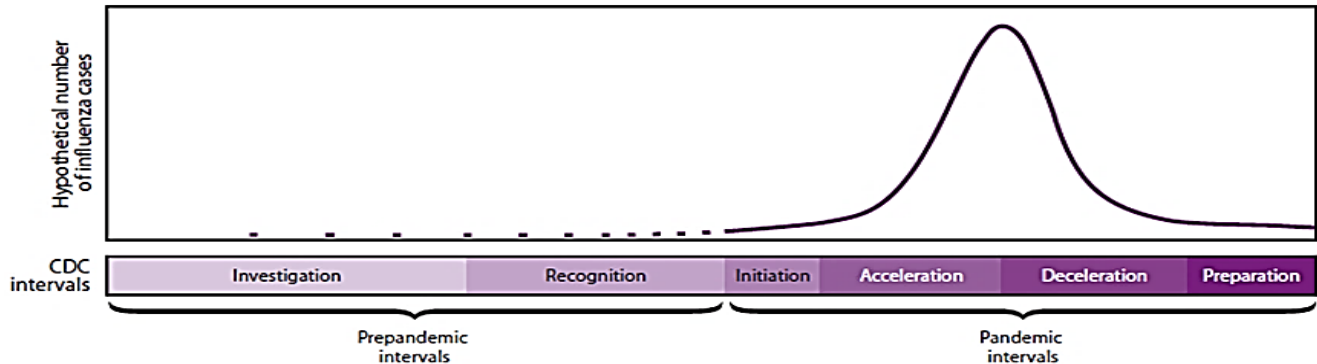 Hypothetical number
of influenza cases
CDC
intervals
Investigation
Recognition
Initiation
Acceleration
Deceleration
Preparation
Prepandemic
intervals
Pandemic
intervals